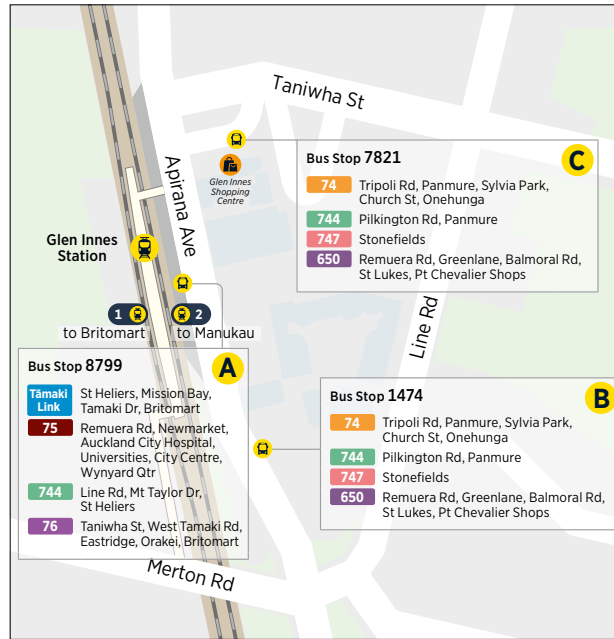 Taniwha St
Apirana Ave
Glen Innes
Shopping
Centre
C
Bus Stop 7821
74 Tripoli Rd, Panmure, Sylvia Park,
Church St, Onehunga
744 Pilkington Rd, Panmure
747 Stonefields
650 Remuera Rd, Greenlane, Balmoral Rd,
St Lukes, Pt Chevalier Shops
Glen Innes
Station
1 2
to Britomart to Manukau
Line Rd
A
Bus Stop 8799
Tāmaki
Link
St Heliers, Mission Bay,
Tamaki Dr, Britomart
75 Remuera Rd, Newmarket,
Auckland City Hospital,
Universities, City Centre,
Wynyard Qtr
744 Line Rd, Mt Taylor Dr,
St Heliers
76 Taniwha St, West Tamaki Rd,
Eastridge, Orakei, Britomart
B
Bus Stop 1474
74 Tripoli Rd, Panmure, Sylvia Park,
Church St, Onehunga
744 Pilkington Rd, Panmure
747 Stonefields
650 Remuera Rd, Greenlane, Balmoral Rd,
St Lukes, Pt Chevalier Shops
Merton Rd